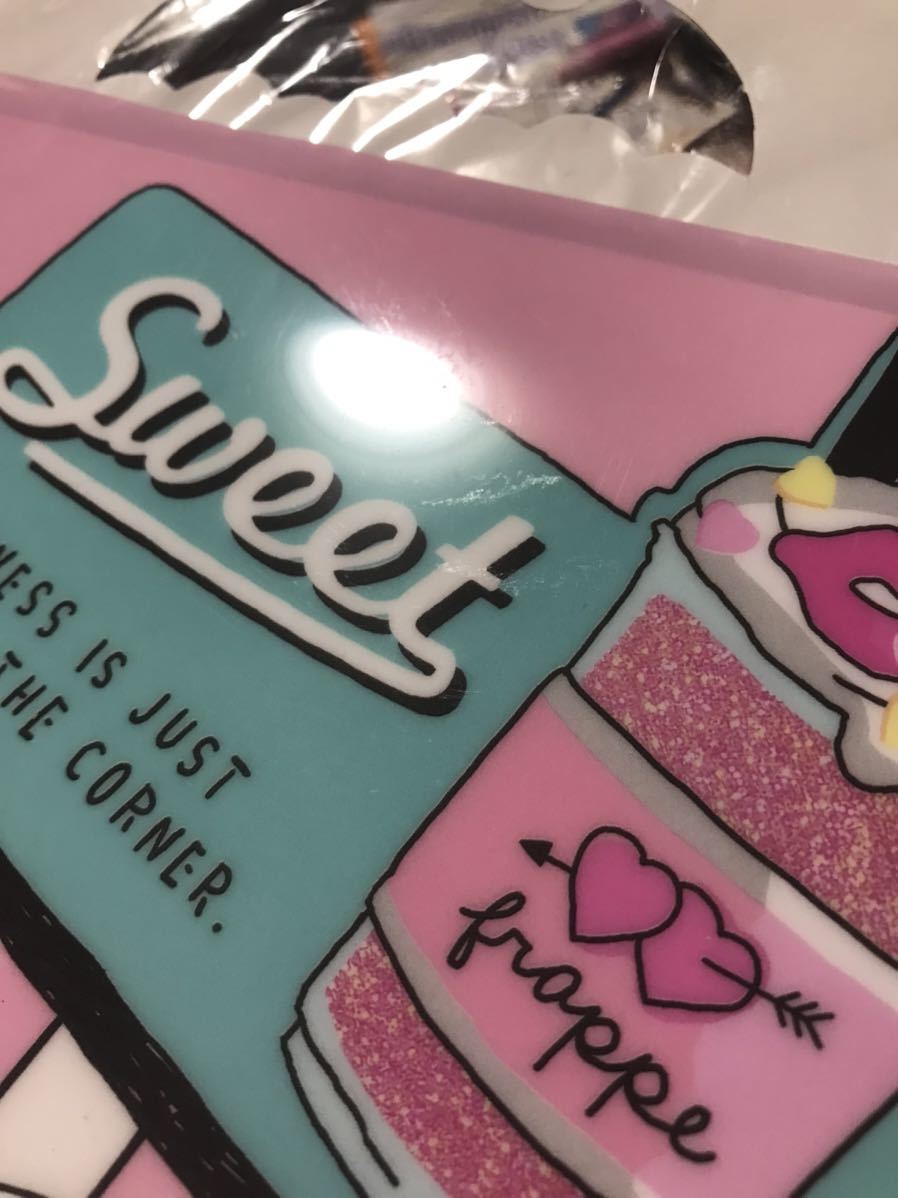 Sweet
NESS IS JUST
THE CORNER.
frappe